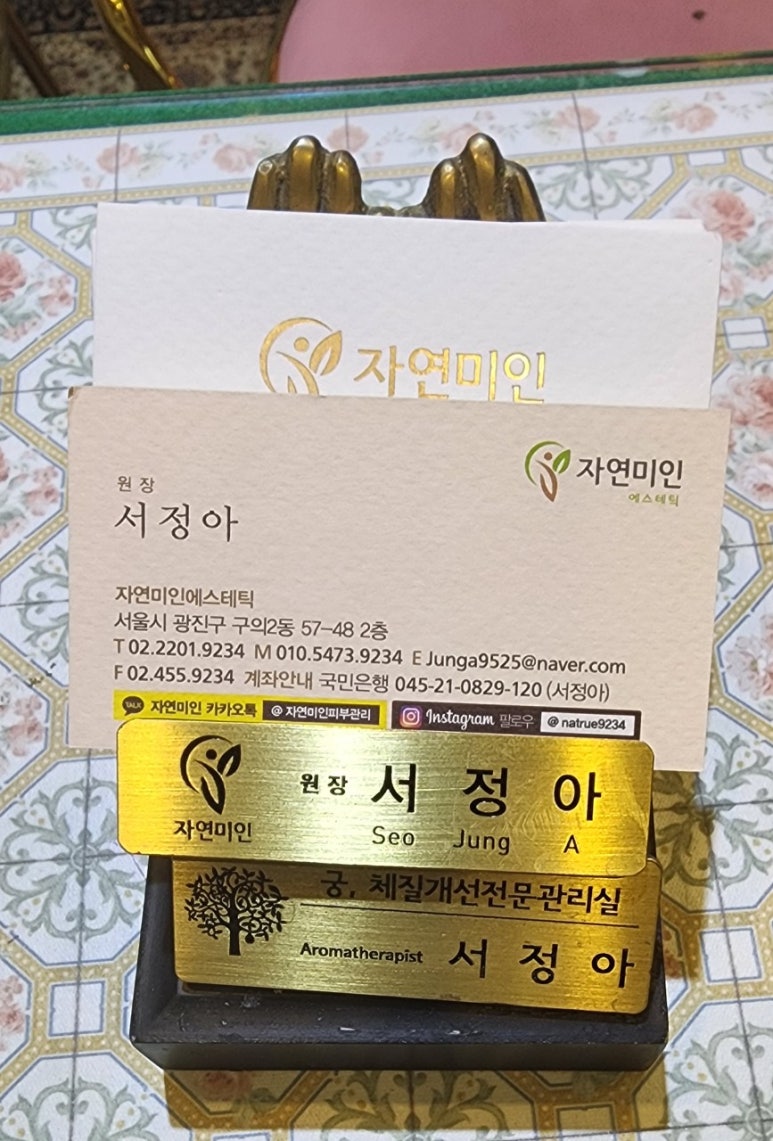 자연미인
자연미인
에스테틱
원장
서정아
자연미인에스테틱
서울시 광진구 구의2동 57-48 2층
T 02.2201.9234 M 010.5473.9234 E Junga9525@naver.com
F 02.455.9234 계좌안내 국민은행 045-21-0829-120 (서정아)
TALK 자연미인 카카오톡 @ 자연미인피부관리 Instagram 팔로우 @ natrue9234
원장 서 정 아
자연미인 Seo Jung A
궁, 체질개선전문관리실
Aromatherapist 서 정 아